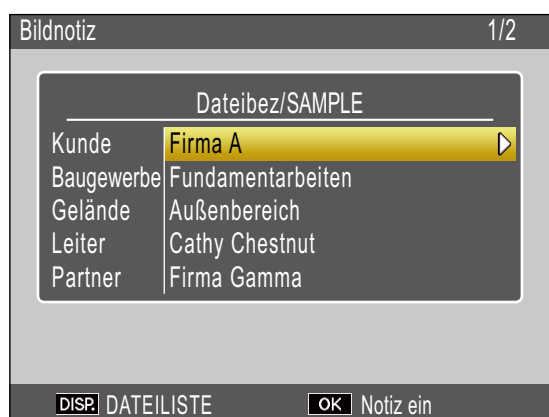 Bildnotiz 1/2
Dateibez/SAMPLE
Kunde Firma A
Baugewerbe Fundamentarbeiten
Gelände Außenbereich
Leiter Cathy Chestnut
Partner Firma Gamma
DISP. DATEILISTE OK Notiz ein